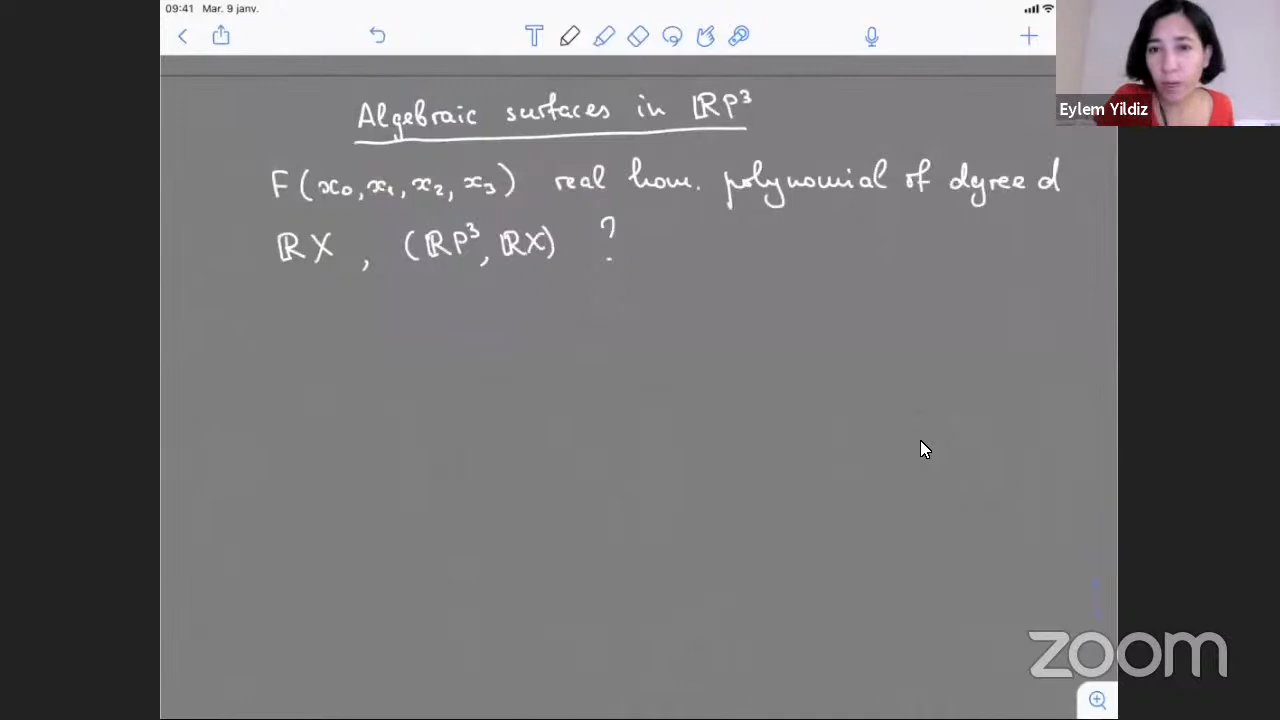 09:41 Mar. 9 janv.
Eylem Yildiz
Algebraic surfaces in ℝP³
F(x₀, x₁, x₂, x₃) real hom. polynomial of degree d
ℝX , (ℝP³, ℝX) ?
zoom